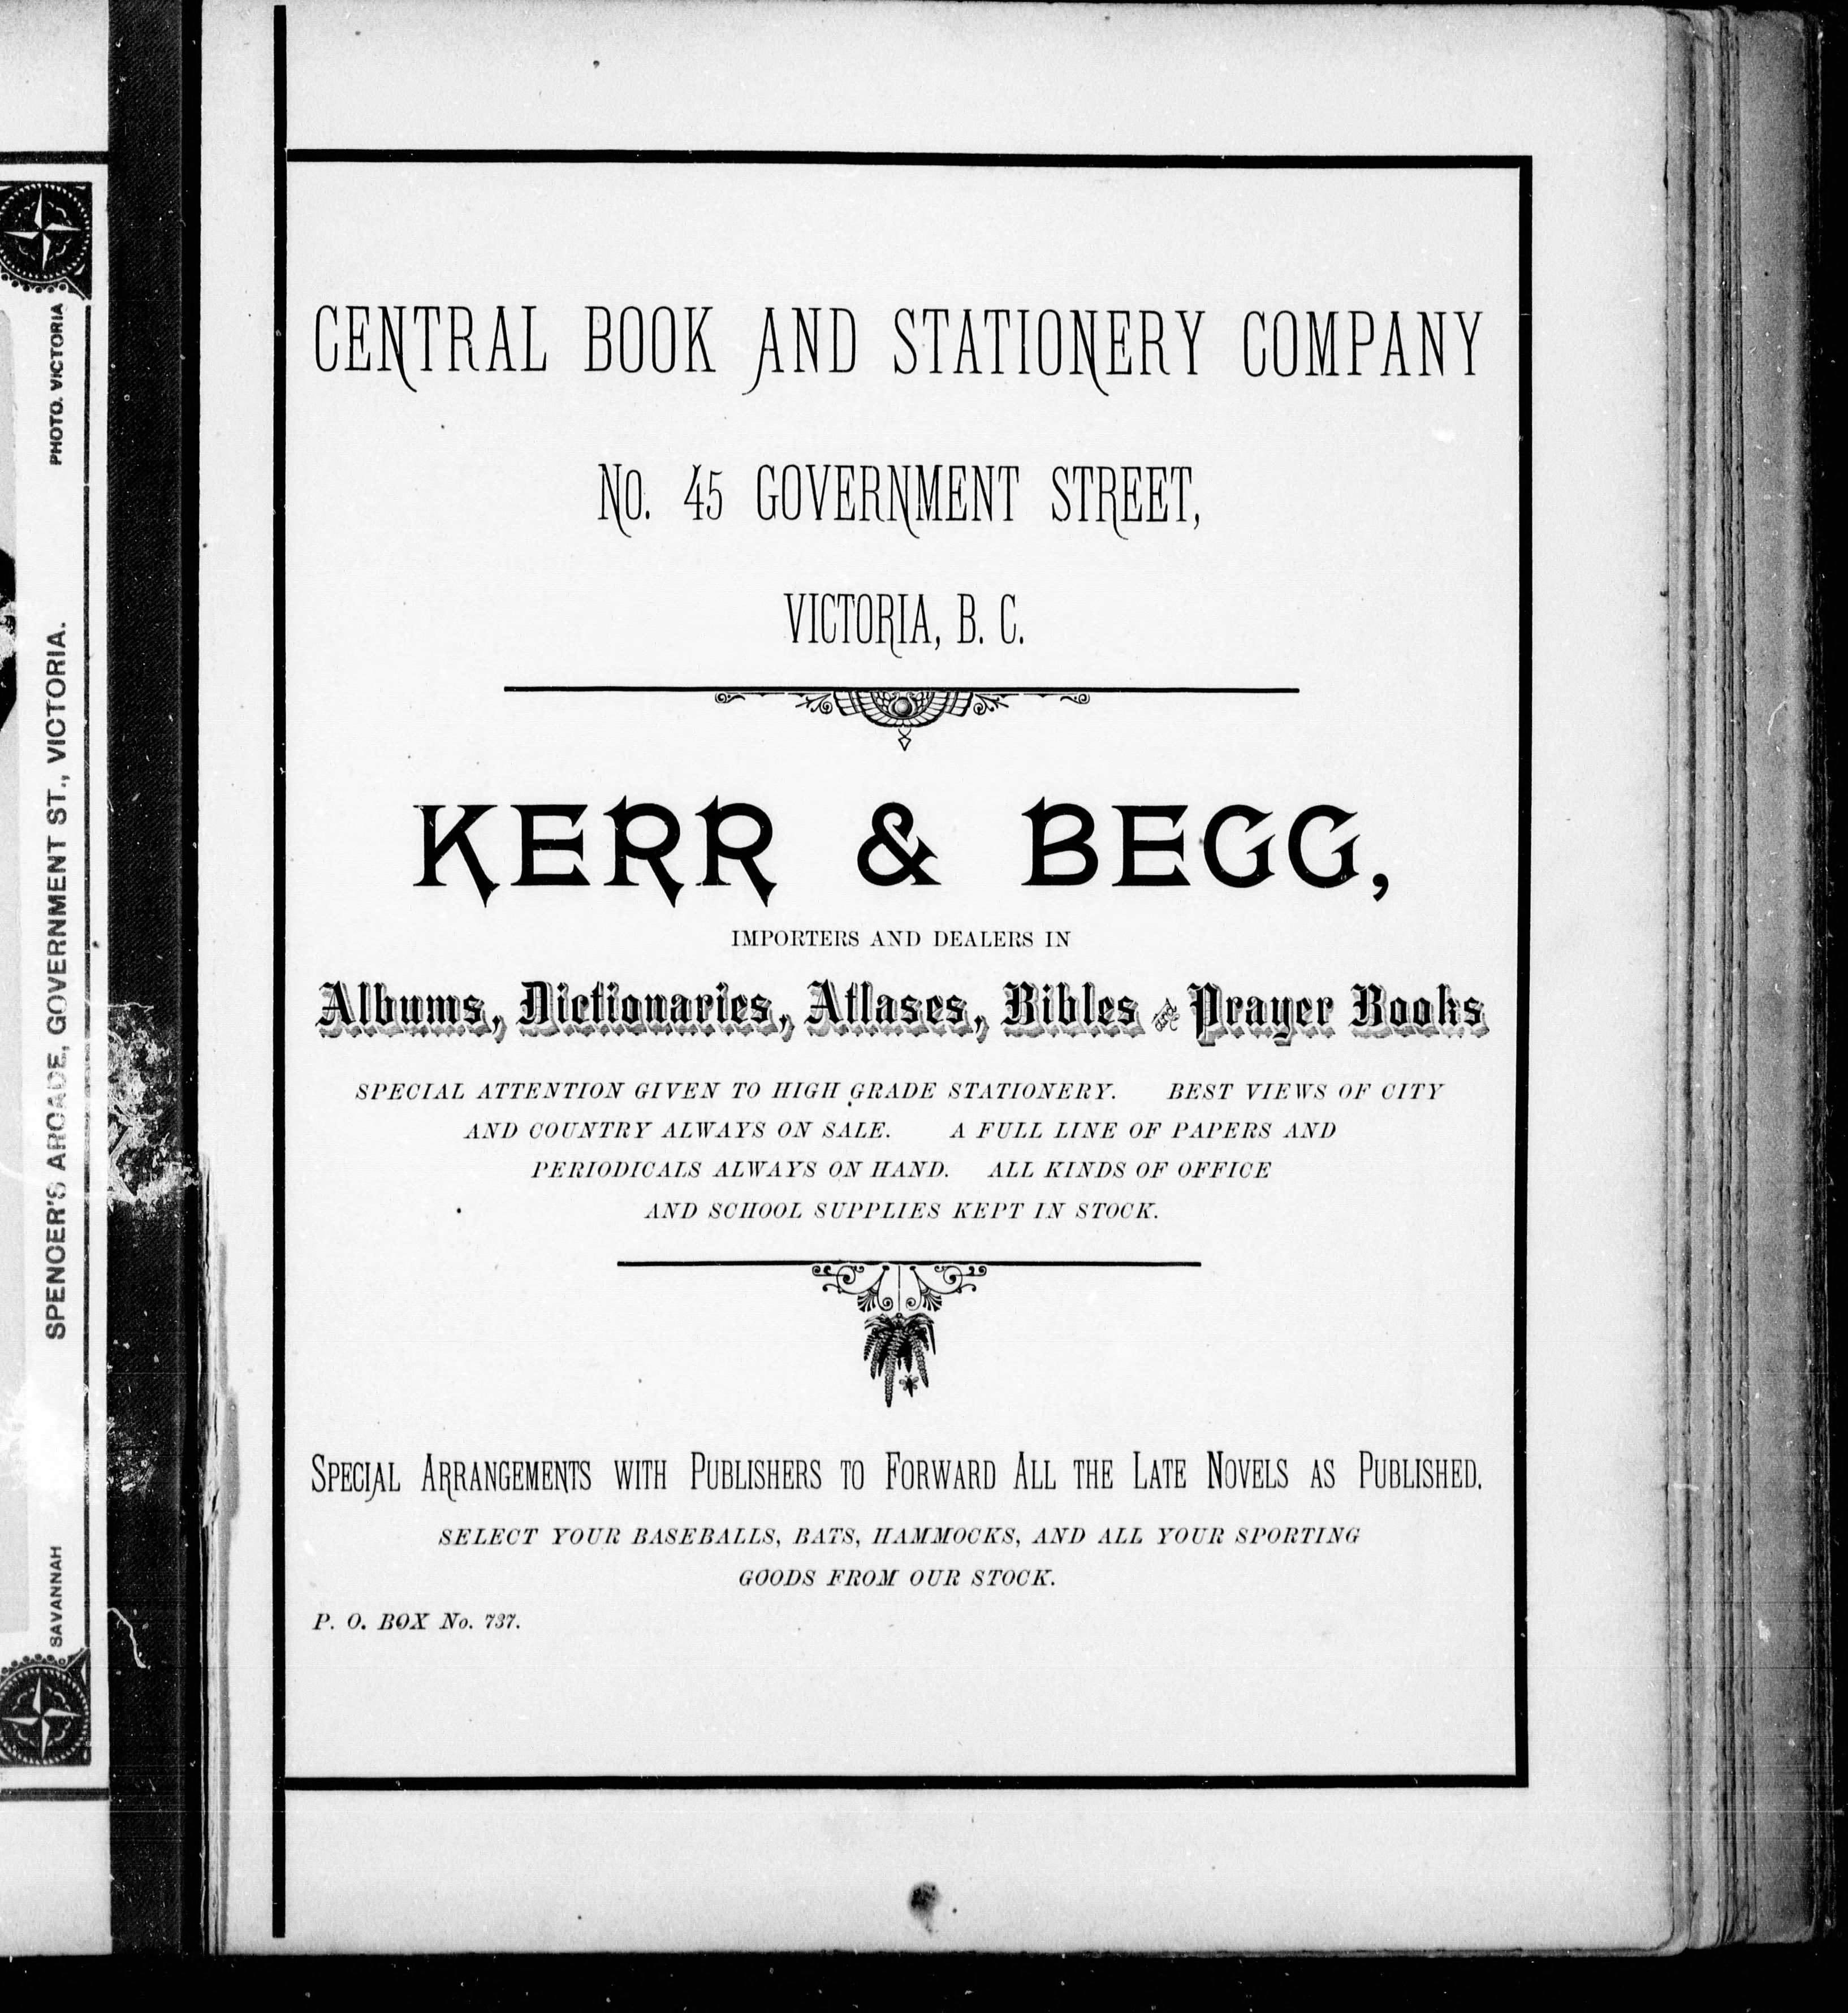 PHOTO. VICTORIA
SPENCER'S ARCADE, GOVERNMENT ST., VICTORIA.
SAVANNAH
CENTRAL BOOK AND STATIONERY COMPANY
No. 45 GOVERNMENT STREET,
VICTORIA, B. C.
KERR & BEGG,
IMPORTERS AND DEALERS IN
Albums, Dictionaries, Atlases, Bibles and Prayer Books
SPECIAL ATTENTION GIVEN TO HIGH GRADE STATIONERY. BEST VIEWS OF CITY
AND COUNTRY ALWAYS ON SALE. A FULL LINE OF PAPERS AND
PERIODICALS ALWAYS ON HAND. ALL KINDS OF OFFICE
AND SCHOOL SUPPLIES KEPT IN STOCK.
SPECIAL ARRANGEMENTS WITH PUBLISHERS TO FORWARD ALL THE LATE NOVELS AS PUBLISHED.
SELECT YOUR BASEBALLS, BATS, HAMMOCKS, AND ALL YOUR SPORTING
GOODS FROM OUR STOCK.
P. O. BOX No. 737.